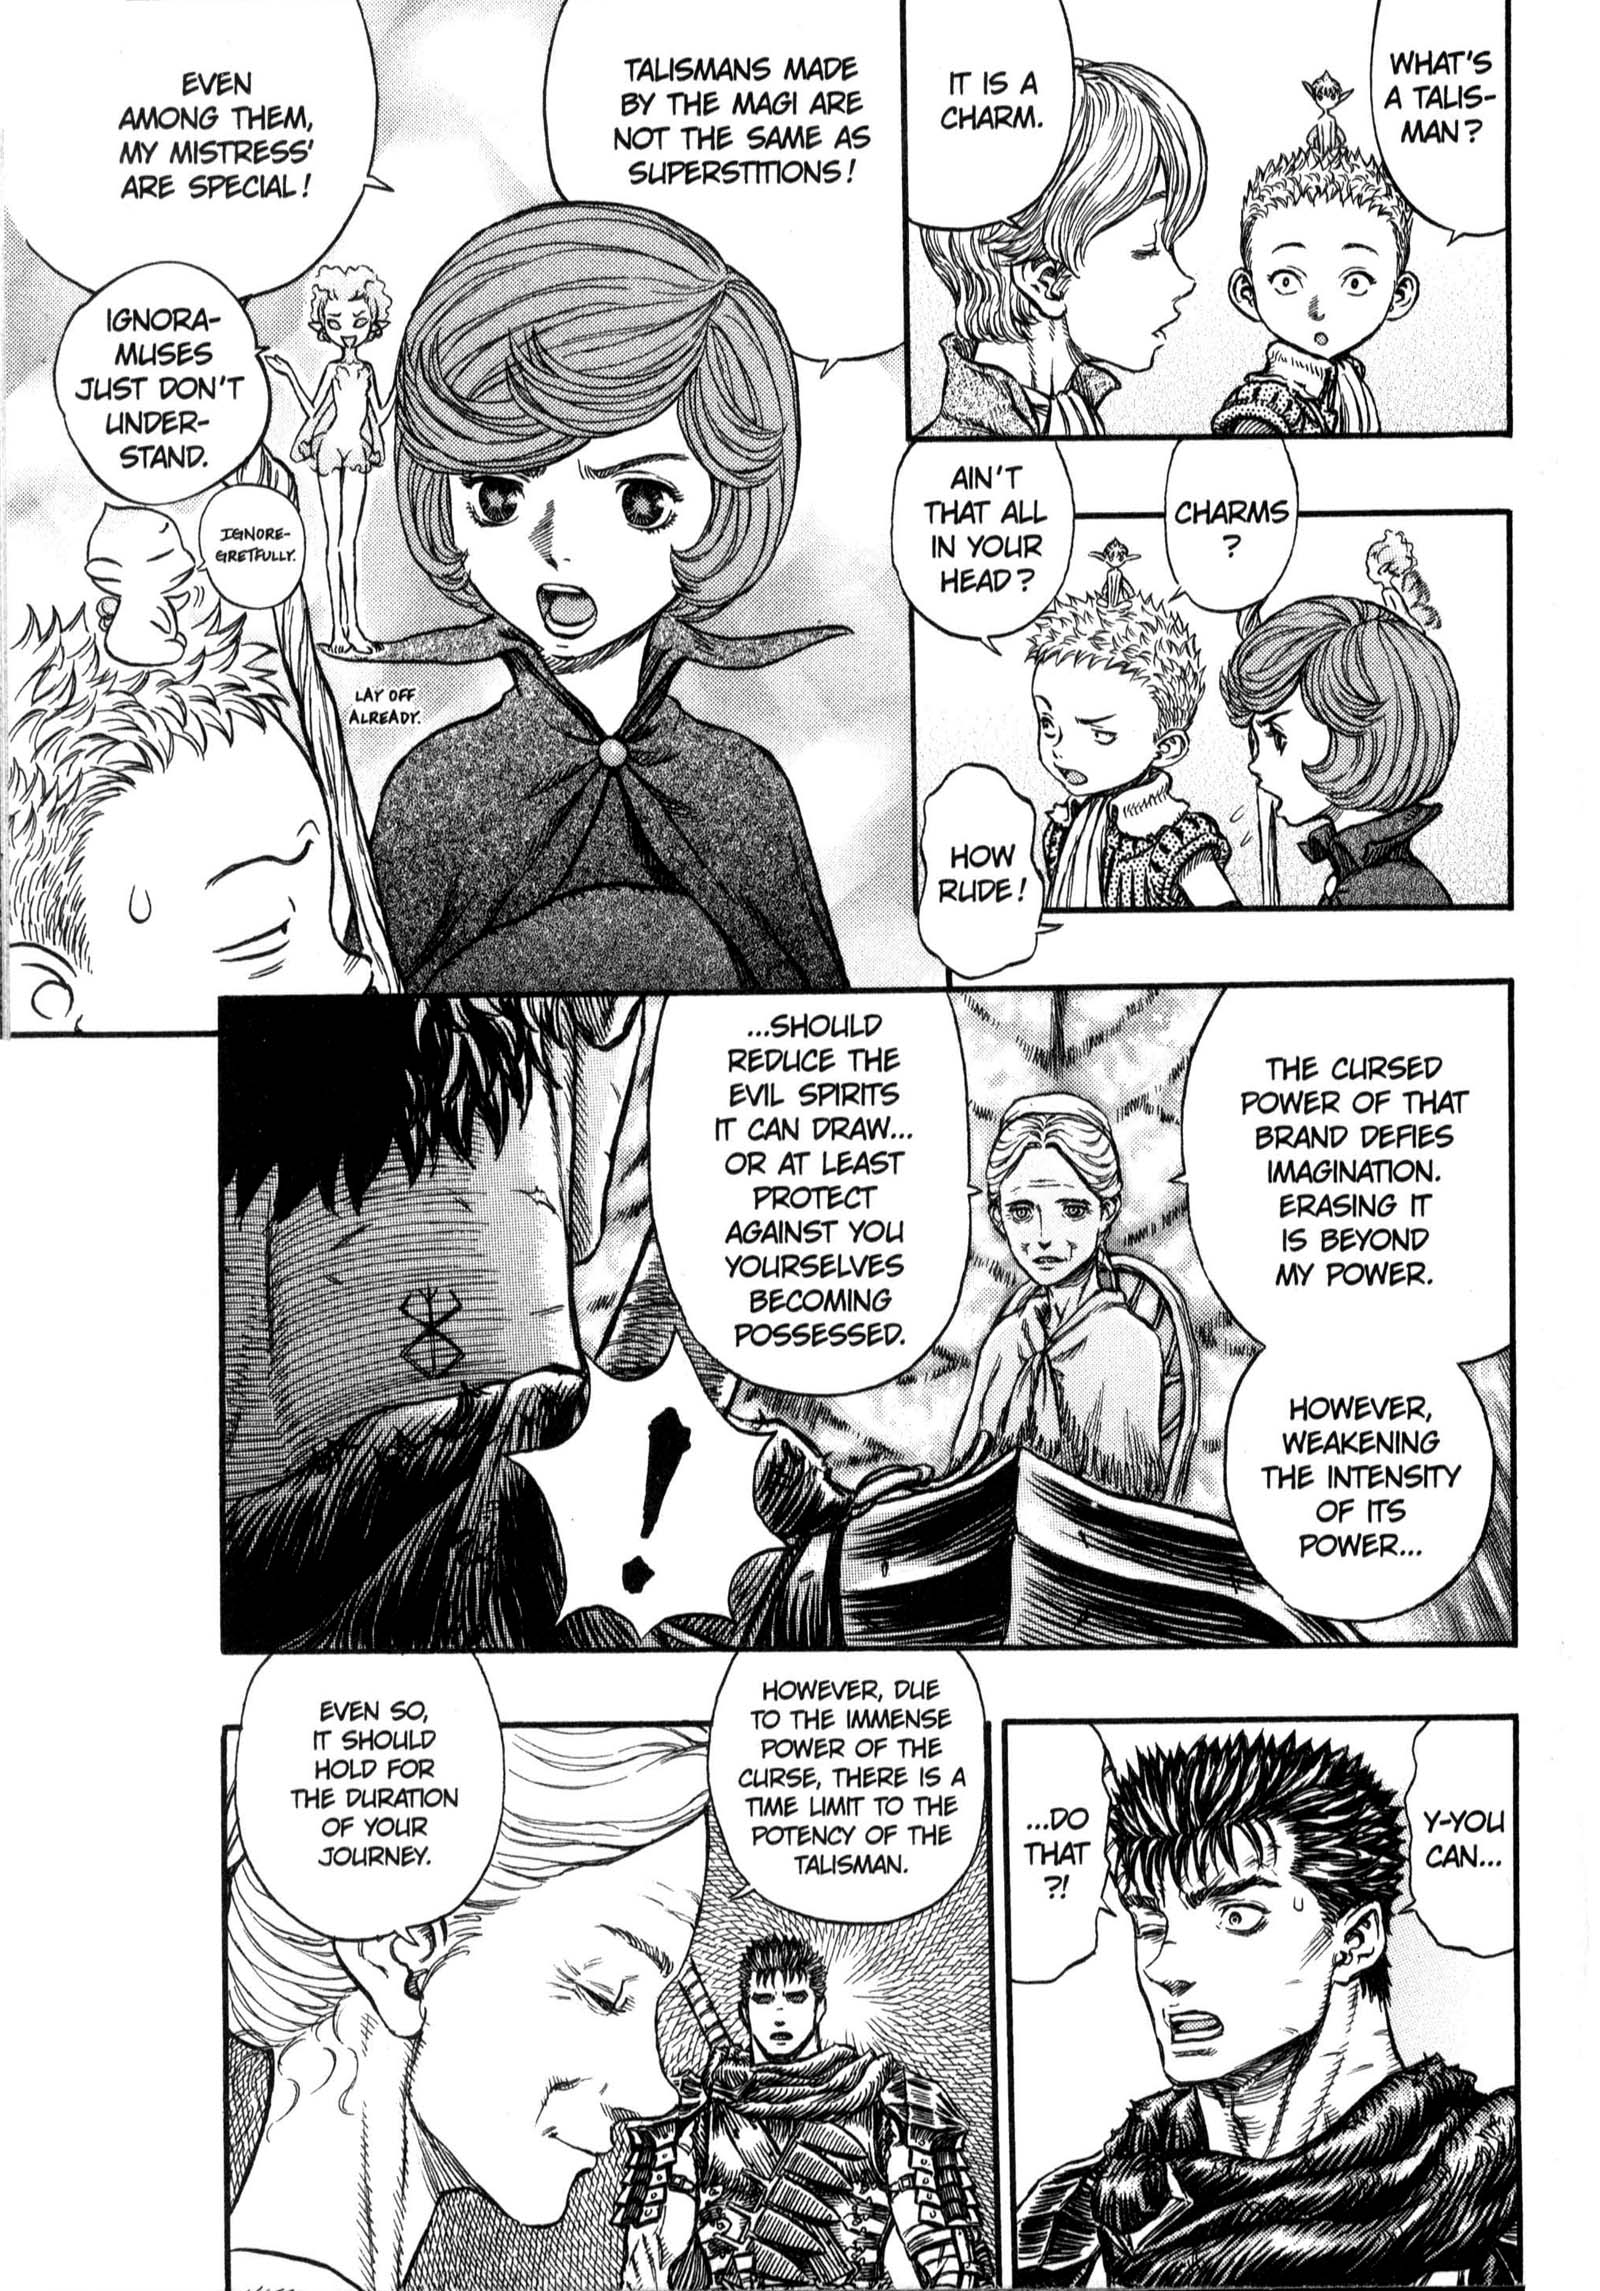 WHAT'S
A TALIS-
MAN?
IT IS A
CHARM.
CHARMS
?
AIN'T
THAT ALL
IN YOUR
HEAD?
HOW
RUDE!
TALISMANS MADE
BY THE MAGI ARE
NOT THE SAME AS
SUPERSTITIONS!
EVEN
AMONG THEM,
MY MISTRESS'
ARE SPECIAL!
IGNORA-
MUSES
JUST DON'T
UNDER-
STAND.
IGNORE-
GRETFULLY.
LAY OFF
ALREADY.
THE CURSED
POWER OF THAT
BRAND DEFIES
IMAGINATION.
ERASING IT
IS BEYOND
MY POWER.
HOWEVER,
WEAKENING
THE INTENSITY
OF ITS
POWER...
...SHOULD
REDUCE THE
EVIL SPIRITS
IT CAN DRAW...
OR AT LEAST
PROTECT
AGAINST YOU
YOURSELVES
BECOMING
POSSESSED.
!
Y-YOU
CAN...
...DO
THAT
?!
HOWEVER, DUE
TO THE IMMENSE
POWER OF THE
CURSE, THERE IS A
TIME LIMIT TO THE
POTENCY OF THE
TALISMAN.
EVEN SO,
IT SHOULD
HOLD FOR
THE DURATION
OF YOUR
JOURNEY.